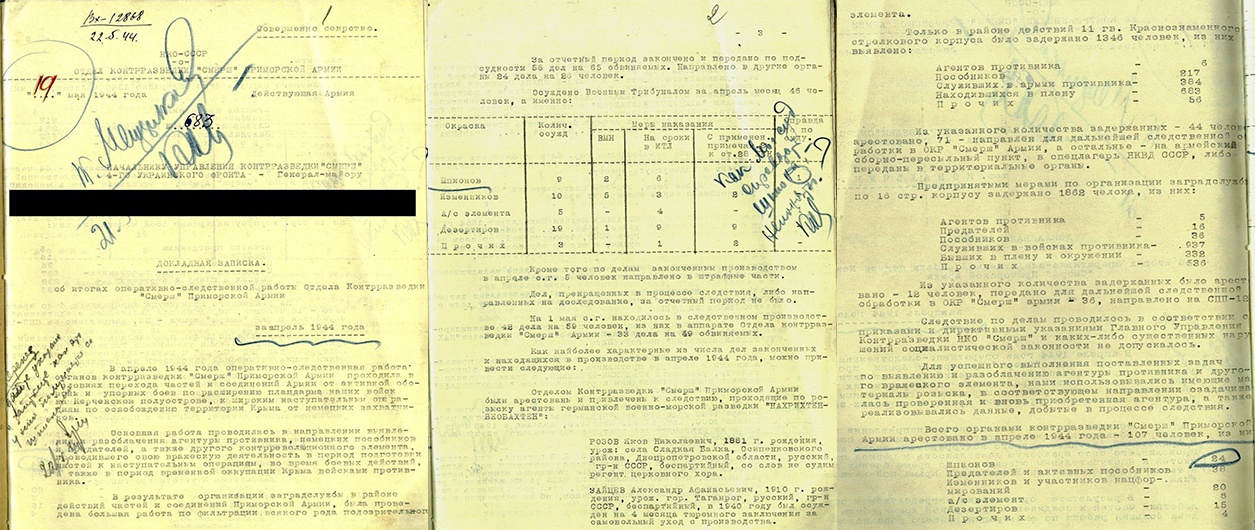 Вх-12868
22.5.44.
1
Совершенно секретно.
НКО-СССР
ОТДЕЛ КОНТРРАЗВЕДКИ "СМЕРШ" ПРИМОРСКОЙ АРМИИ
19
мая 1944 года Действующая Армия
683
НАЧАЛЬНИКУ УПРАВЛЕНИЯ КОНТРРАЗВЕДКИ "СМЕРШ"
4-ГО УКРАИНСКОГО ФРОНТА - Генерал-майору
ДОКЛАДНАЯ ЗАПИСКА.
об итогах оперативно-следственной работы Отдела Контрразведки
"Смерш" Приморской Армии
за апрель 1944 года
В апреле 1944 года оперативно-следственная работа
органов контрразведки "Смерш" Приморской Армии проходила в
условиях перехода частей и соединений Армии от активной обо-
и упорных боев по расширению плацдарма наших войск
Керченском полуострове, к широким наступательным опера-
по освобождению территории Крыма от немецких захватчи-
Основная работа проводилась в направлении выявле-
разоблачения агентуры противника, немецких пособников
предателей, а также другого контрреволюционного элемента,
проводившего свою вражескую деятельность в период подготовки
частей к наступательным операциям, во время боевых действий,
а также в период временной оккупации Крыма войсками против-
ника.
В результате организации заградслужбы в районе
действий частей и соединений Приморской Армии, была прове-
дена большая работа по фильтрации всякого рода подозрительного
2
- 3 -
За отчетный период закончено и передано по под-
судности 56 дел на 65 обвиняемых. Направлено в другие орга-
ны 24 дела на 25 человек.
Осуждено Военным Трибуналом за апрель месяц 46 че-
ловек, а именно:
Окраска Колич. осужд. Мера наказания
ВМН На сроки в ИТЛ С применен. примечан. к ст.28
Шпионов 9 2 6
Изменников 10 5 3 2
А/с элемента 5 - 4 -
Дезертиров 19 1 9 9
Прочих 3 - 1 2 -
Кроме того по делам законченным производством
в апреле с.г. 5 человек направлено в штрафные части.
Дел, прекращенных в процессе следствия, либо на-
правленных на доследование, за отчетный период не было.
На 1 мая с.г. находилось в следственном производст-
ве 42 дела на 59 человек, из них в аппарате Отдела контрраз-
ведки "Смерш" Армии - 33 дела на 49 обвиняемых.
Как наиболее характерные из числа дел законченных
и находящихся в производстве в апреле 1944 года, можно при-
вести следующие:
Отделом Контрразведки "Смерш" Приморской Армии
были арестованы и привлечены к следствию, проходящие по ро-
зыску агенты германской военно-морской разведки "НАХРИХТЕН-
БЕОБАХТЕН":
РОЗОВ Яков Николаевич, 1881 г. рождения,
урож: села Сладкая Балка, Осипенковского
района, Днепропетровской области, русский,
гр-н СССР, беспартийный, со слов не судим
регент церковного хора.
ЗАЙЦЕВ Александр Афанасьевич, 1910 г. рож-
дения, урож. гор. Таганрог, русский, гр-н
СССР, беспартийный, в 1940 году был осуж-
ден на 4 месяца тюремного заключения за
самовольный уход с производства.
элемента.
Только в районе действий 11 гв. Краснознаменного
стрелкового корпуса было задержано 1346 человек, из них
выявлено:
Агентов противника - 6
Пособников - 217
Служивших в армии противника- 384
Находившихся в плену - 683
Прочих - 56
Из указанного количества задержанных - 44 человек
арестовано, 71 - направлен для дальнейшей следственной
работки в ОКР "Смерш" Армии, а остальные - на армейский
сборно-пересыльный пункт, в спецлагерь НКВД СССР, либо
переданы в территориальные органы.
Предпринятыми мерами по организации заградслужбы
по 16 стр. корпусу задержано 1862 человека, из них:
Агентов противника - 5
Предателей - 16
Пособников - 36
Служивших в войсках противника- .937
Бывших в плену и окружении - 332
Прочих - 536
Из указанного количества задержанных было аресто-
вано - 12 человек, передано для дальнейшей следственной
обработки в ОКР "Смерш" армии - 36, направлено на СПП-12
Следствие по делам проводилось в соответствии с
приказами и директивными указаниями Главного Управления
Контрразведки НКО "Смерш" и каких-либо существенных нару-
шений социалистической законности не допускалось.
Для успешного выполнения поставленных задач
по выявлению и разоблачению агентуры противника и друго-
го вражеского элемента, нами использовались имеющие ма-
териалы розыска, в соответствующем направлении озадачива-
лась проверенная и вновь приобретенная агентура, а также
реализовывались данные, добытые в процессе следствия.
Всего органами контрразведки "Смерш" Приморской
Армии арестовано в апреле 1944 года - 107 человек, из них
Шпионов - 24
Предателей и активных пособников - 38
Изменников и участников нацфор-
мирований - 20
а/с элемент - 6
Дезертиров - 15
Прочих - 4